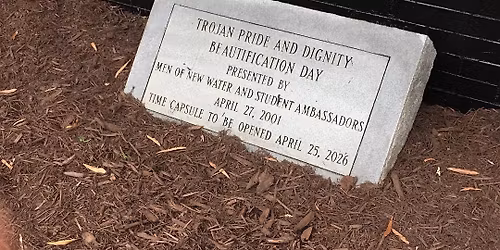 TROJAN PRIDE AND DIGNITY
BEAUTIFICATION DAY
PRESENTED BY
MEN OF NEW WATER AND STUDENT AMBASSADORS
APRIL 27, 2001
TIME CAPSULE TO BE OPENED APRIL 25, 2026